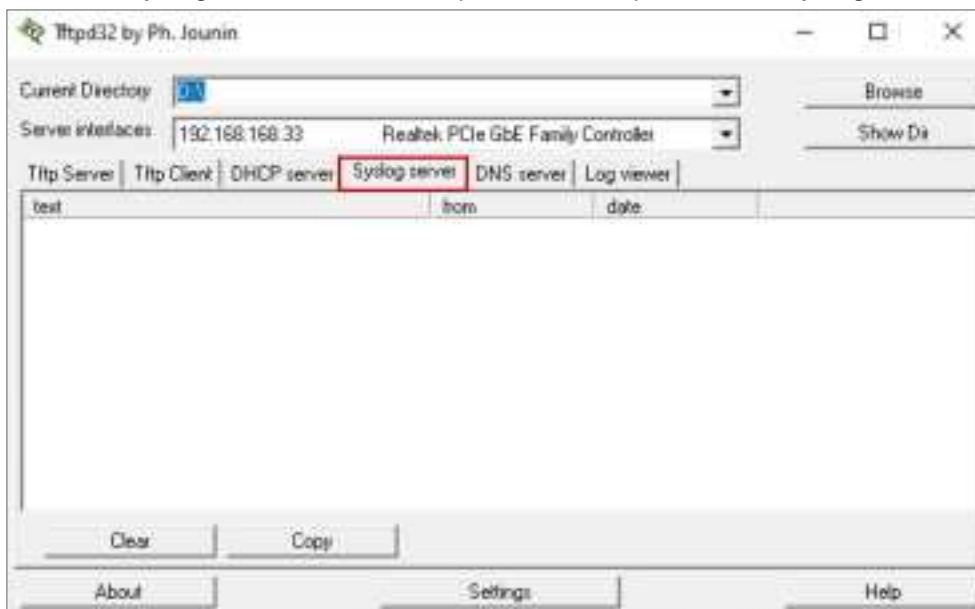 Tftpd32 by Ph. Jounin
Current Directory D:\ Browse
Server interfaces 192.168.168.33 Realtek PCIe GbE Family Controller Show Dir
Tftp Server Tftp Client DHCP server Syslog server DNS server Log viewer
text from date
Clear Copy
About Settings Help